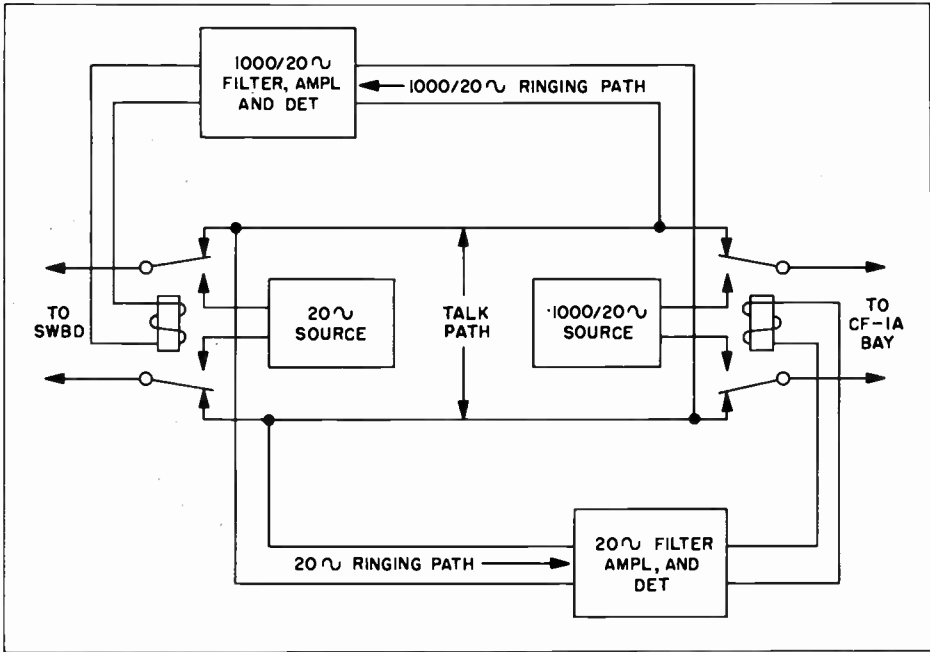 1000/20∿
FILTER, AMPL
AND DET
1000/20∿ RINGING PATH
TO
SWBD
20∿
SOURCE
TALK
PATH
1000/20∿
SOURCE
TO
CF-1A
BAY
20∿ RINGING PATH
20∿ FILTER
AMPL, AND
DET